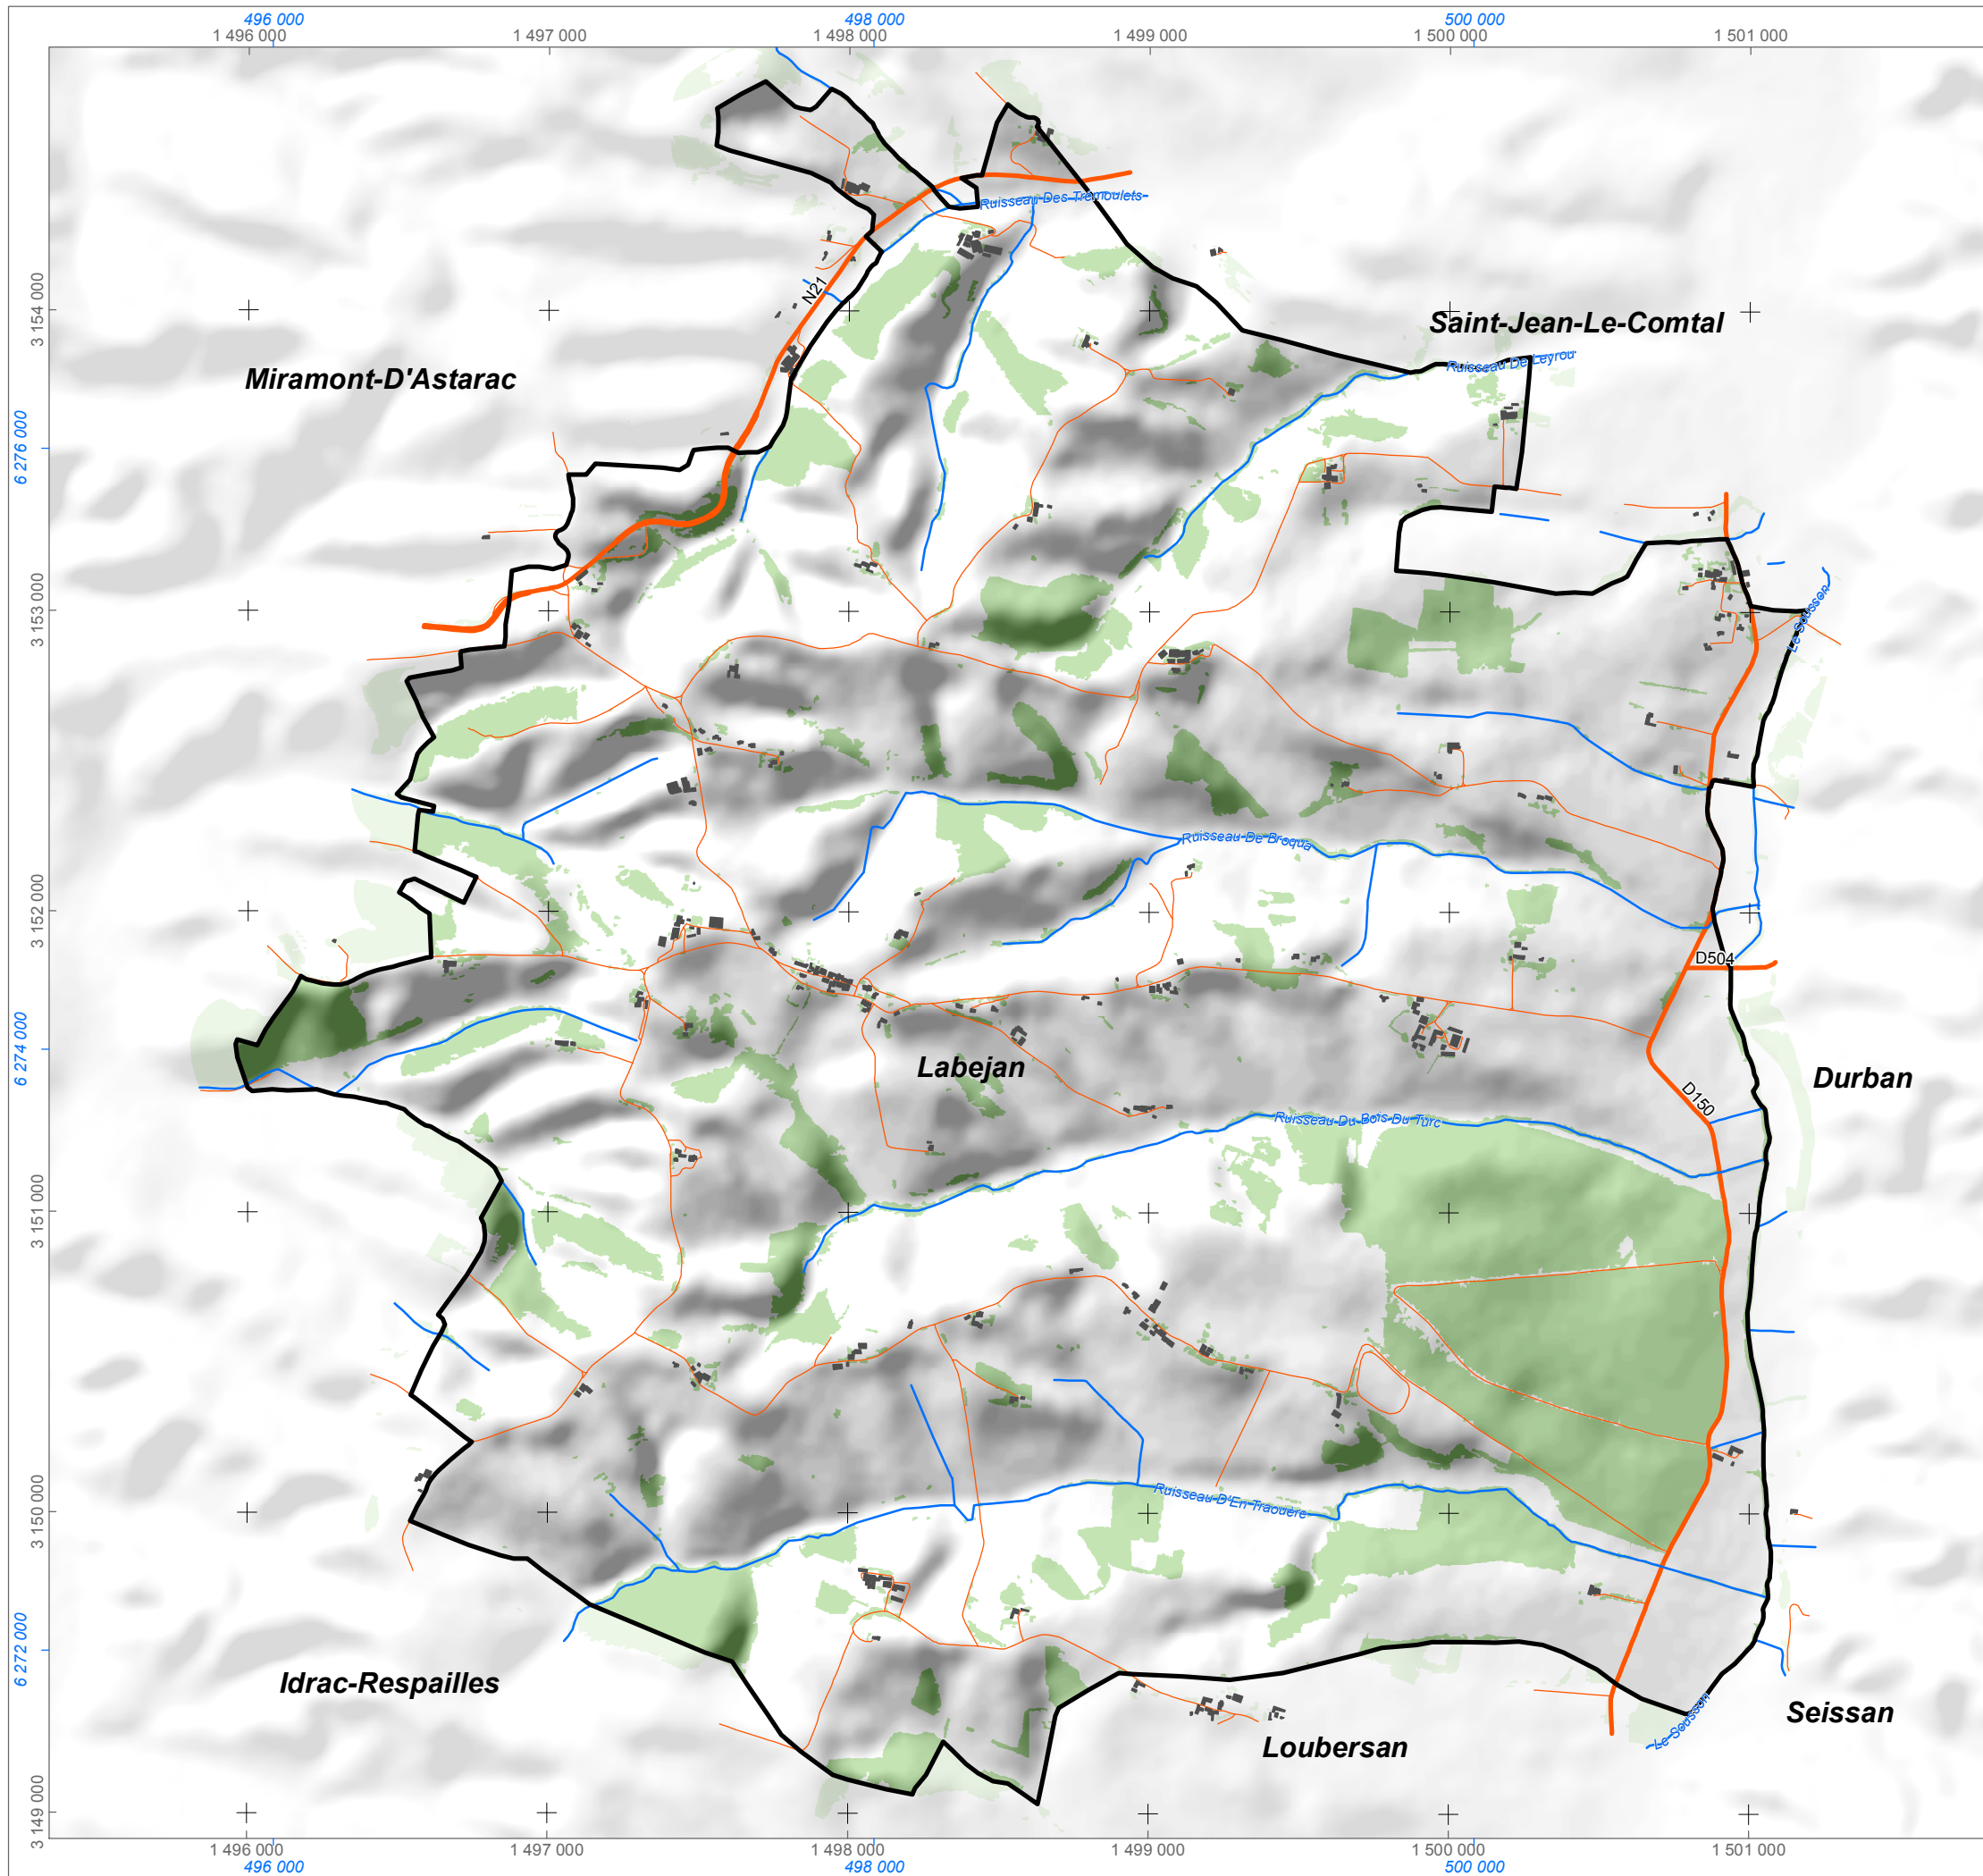 496 000
498 000
500 000
1 496 000
1 497 000
1 498 000
1 499 000
1 500 000
1 501 000
Ruisseau Des Tremoulets
N21
3 154 000
Saint-Jean-Le-Comtal
Ruisseau De Leyrou
Miramont-D'Astarac
6 276 000
3 153 000
Le Sousson
Ruisseau De Broqua
3 152 000
D504
6 274 000
Labejan
Durban
D150
Ruisseau Du Bois Du Turc
3 151 000
Ruisseau D'En Traouere
3 150 000
6 272 000
Idrac-Respailles
Seissan
Le Sousson
Loubersan
3 149 000
1 496 000
1 497 000
1 498 000
1 499 000
1 500 000
1 501 000
496 000
498 000
500 000